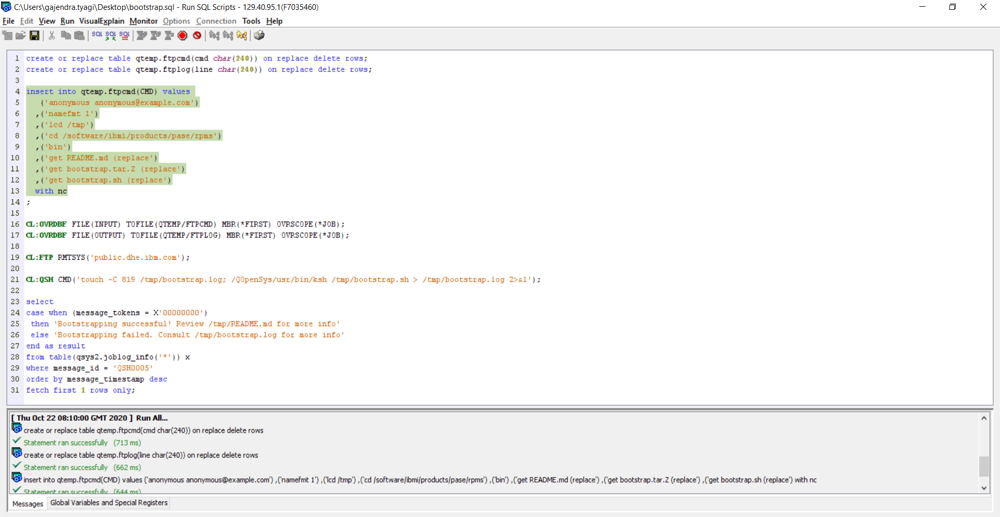 C:\Users\gajendra.tyagi\Desktop\bootstrap.sql - Run SQL Scripts - 129.40.95.1(F7035460)
File Edit View Run VisualExplain Monitor Options Connection Tools Help
SQL SQL SQL
1 create or replace table qtemp.ftpcmd(cmd char(240)) on replace delete rows;
2 create or replace table qtemp.ftplog(line char(240)) on replace delete rows;
3
4 insert into qtemp.ftpcmd(CMD) values
5 ('anonymous anonymous@example.com')
6 ,('namefmt 1')
7 ,('lcd /tmp')
8 ,('cd /software/ibmi/products/pase/rpms')
9 ,('bin')
10 ,('get README.md (replace')
11 ,('get bootstrap.tar.Z (replace')
12 ,('get bootstrap.sh (replace')
13 with nc
14 ;
15
16 CL:OVRDBF FILE(INPUT) TOFILE(QTEMP/FTPCMD) MBR(*FIRST) OVRSCOPE(*JOB);
17 CL:OVRDBF FILE(OUTPUT) TOFILE(QTEMP/FTPLOG) MBR(*FIRST) OVRSCOPE(*JOB);
18
19 CL:FTP RMTSYS('public.dhe.ibm.com');
20
21 CL:QSH CMD('touch -C 819 /tmp/bootstrap.log; /QOpenSys/usr/bin/ksh /tmp/bootstrap.sh > /tmp/bootstrap.log 2>&1');
22
23 select
24 case when (message_tokens = X'00000000')
25 then 'Bootstrapping successful! Review /tmp/README.md for more info'
26 else 'Bootstrapping failed. Consult /tmp/bootstrap.log for more info'
27 end as result
28 from table(qsys2.joblog_info('*')) x
29 where message_id = 'QSH0005'
30 order by message_timestamp desc
31 fetch first 1 rows only;
[ Thu Oct 22 08:10:00 GMT 2020 ] Run All...
create or replace table qtemp.ftpcmd(cmd char(240)) on replace delete rows
Statement ran successfully (713 ms)
create or replace table qtemp.ftplog(line char(240)) on replace delete rows
Statement ran successfully (662 ms)
insert into qtemp.ftpcmd(CMD) values ('anonymous anonymous@example.com') ,('namefmt 1') ,('lcd /tmp') ,('cd /software/ibmi/products/pase/rpms') ,('bin') ,('get README.md (replace') ,('get bootstrap.tar.Z (replace') ,('get bootstrap.sh (replace') with nc
Statement ran successfully (644 ms)
Messages Global Variables and Special Registers